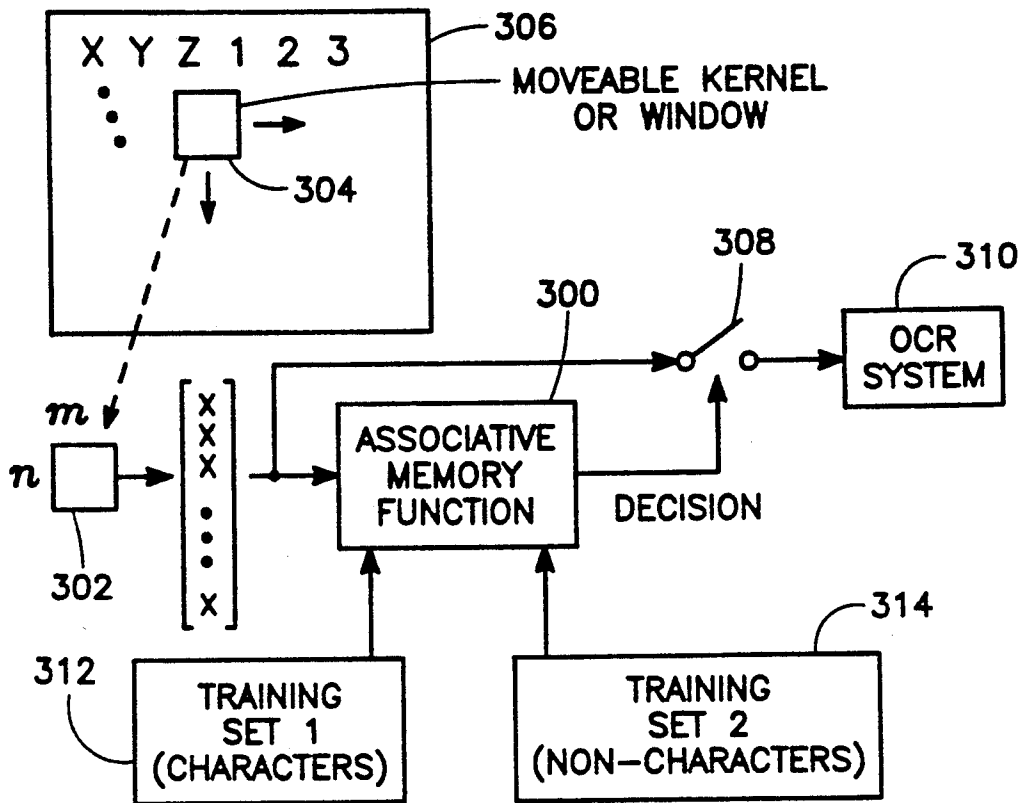 X Y Z 1 2 3
306
MOVEABLE KERNEL
OR WINDOW
304
308
310
300
OCR
SYSTEM
m
n
X
X
X
X
ASSOCIATIVE
MEMORY
FUNCTION
DECISION
302
314
312
TRAINING
SET 1
(CHARACTERS)
TRAINING
SET 2
(NON-CHARACTERS)